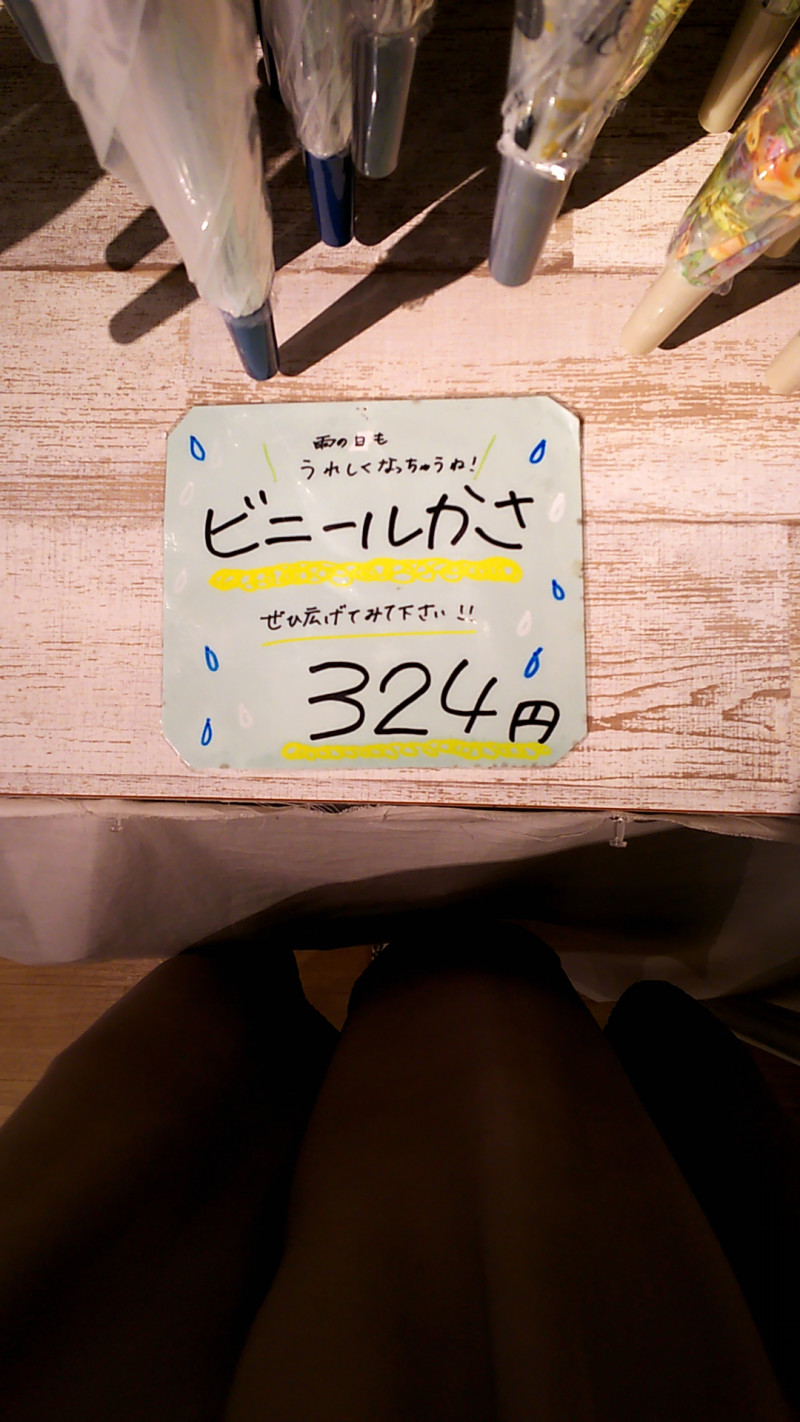 雨の日も
うれしくなっちゃうね!
ビニールかさ
ぜひ広げてみて下さい!!
324円